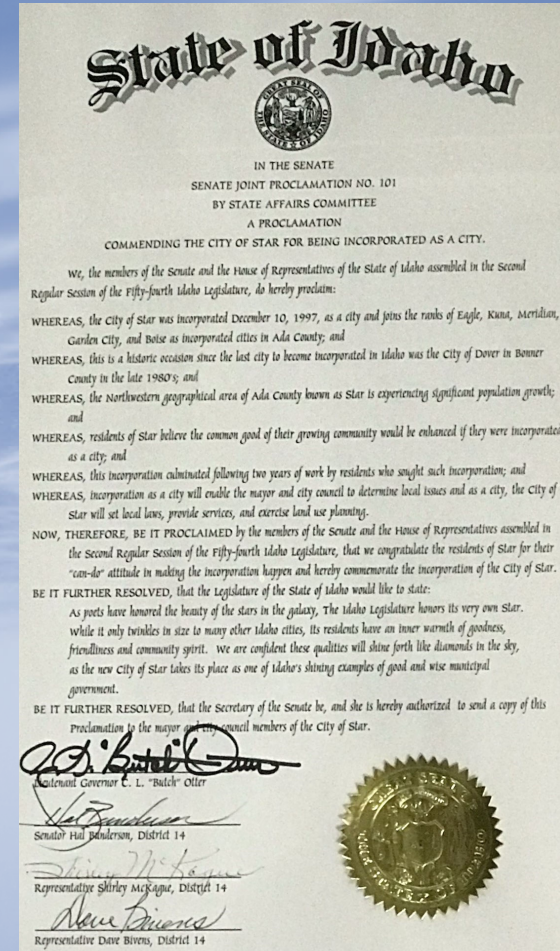 State of Idaho
GREAT SEAL OF THE STATE OF IDAHO
IN THE SENATE
SENATE JOINT PROCLAMATION NO. 101
BY STATE AFFAIRS COMMITTEE
A PROCLAMATION
COMMENDING THE CITY OF STAR FOR BEING INCORPORATED AS A CITY.
We, the members of the Senate and the House of Representatives of the State of Idaho assembled in the Second
Regular Session of the Fifty-fourth Idaho Legislature, do hereby proclaim:
WHEREAS, the City of Star was incorporated December 10, 1997, as a city and joins the ranks of Eagle, Kuna, Meridian,
Garden City, and Boise as incorporated cities in Ada County; and
WHEREAS, this is a historic occasion since the last city to become incorporated in Idaho was the City of Dover in Bonner
County in the late 1980's; and
WHEREAS, the Northwestern geographical area of Ada County known as Star is experiencing significant population growth;
and
WHEREAS, residents of Star believe the common good of their growing community would be enhanced if they were incorporated
as a city; and
WHEREAS, this incorporation culminated following two years of work by residents who sought such incorporation; and
WHEREAS, incorporation as a city will enable the mayor and city council to determine local issues and as a city, the City of
Star will set local laws, provide services, and exercise land use planning.
NOW, THEREFORE, BE IT PROCLAIMED by the members of the Senate and the House of Representatives assembled in
the Second Regular Session of the Fifty-fourth Idaho Legislature, that we congratulate the residents of Star for their
"can-do" attitude in making the incorporation happen and hereby commemorate the incorporation of the City of Star.
BE IT FURTHER RESOLVED, that the Legislature of the State of Idaho would like to state:
As poets have honored the beauty of the stars in the galaxy, The Idaho Legislature honors its very own Star.
While it only twinkles in size to many other Idaho cities, its residents have an inner warmth of goodness,
friendliness and community spirit. We are confident these qualities will shine forth like diamonds in the sky,
as the new City of Star takes its place as one of Idaho's shining examples of good and wise municipal
government.
BE IT FURTHER RESOLVED, that the Secretary of the Senate be, and she is hereby authorized to send a copy of this
Proclamation to the mayor and city council members of the City of Star.
"Butch" Otter
Lieutenant Governor C. L. "Butch" Otter
Hal Bunderson
Senator Hal Bunderson, District 14
Shirley McKague
Representative Shirley McKague, District 14
Dave Bivens
Representative Dave Bivens, District 14